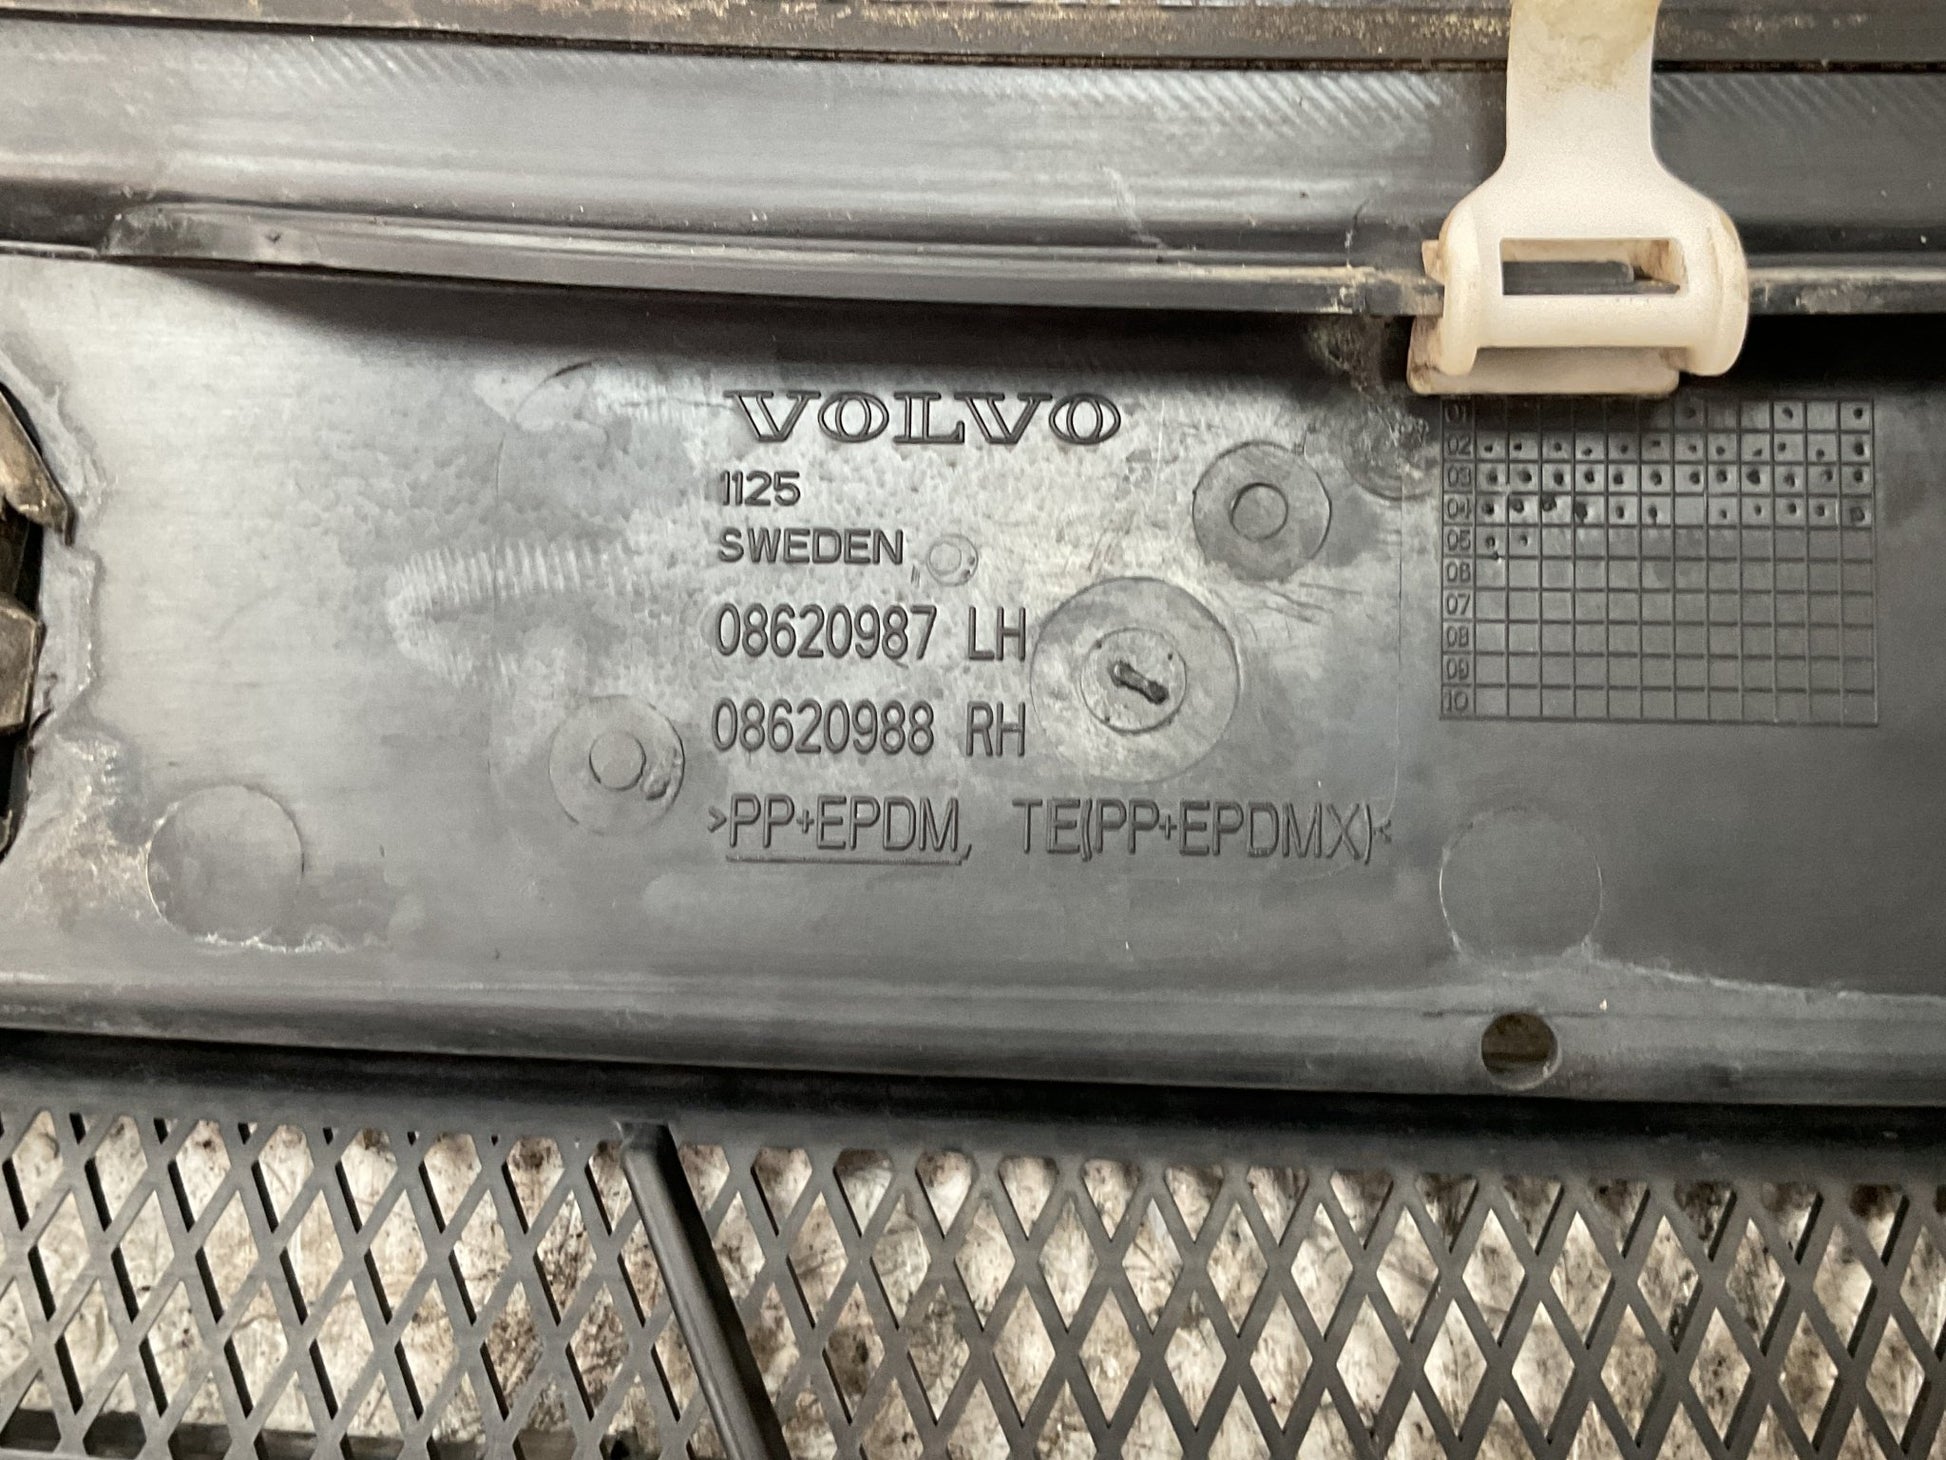 VOLVO
1125
SWEDEN
08620987 LH
08620988 RH
>PP+EPDM, TE(PP+EPDMX)<
01
02
03
04
05
06
07
08
09
10